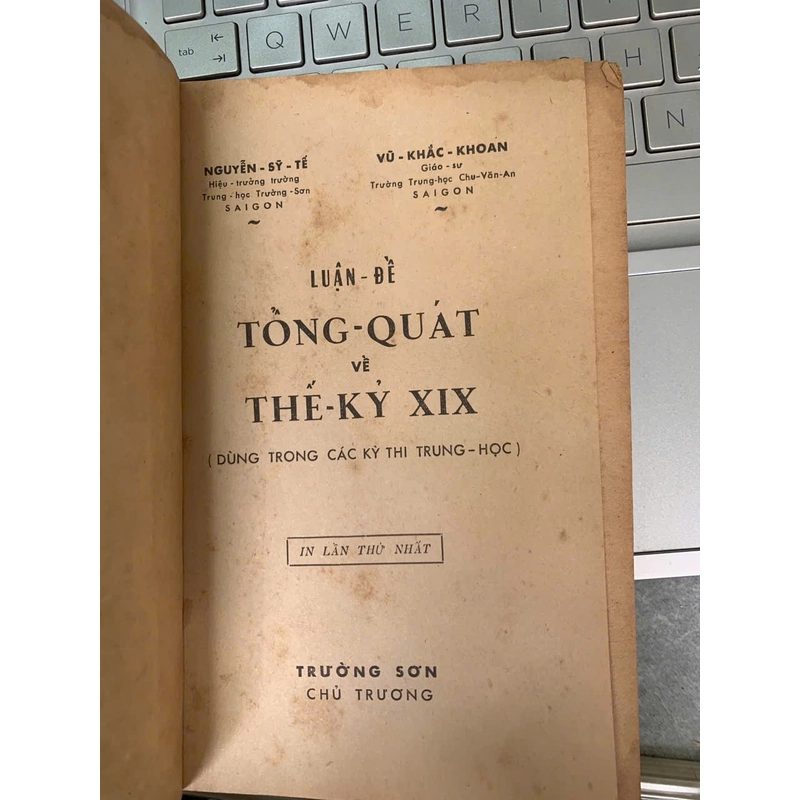 tab
Q
W
E
R
H
N
NGUYỄN - SỸ - TẾ
Hiệu - trưởng trường
Trung - học Trường - Sơn
SAIGON
VŨ - KHẮC - KHOAN
Giáo - sư
Trường Trung-học Chu-Văn-An
SAIGON
LUẬN - ĐỀ
TỔNG-QUÁT
VỀ
THẾ-KỶ XIX
( DÙNG TRONG CÁC KỲ THI TRUNG-HỌC )
IN LẦN THỨ NHẤT
TRƯỜNG SƠN
CHỦ TRƯƠNG